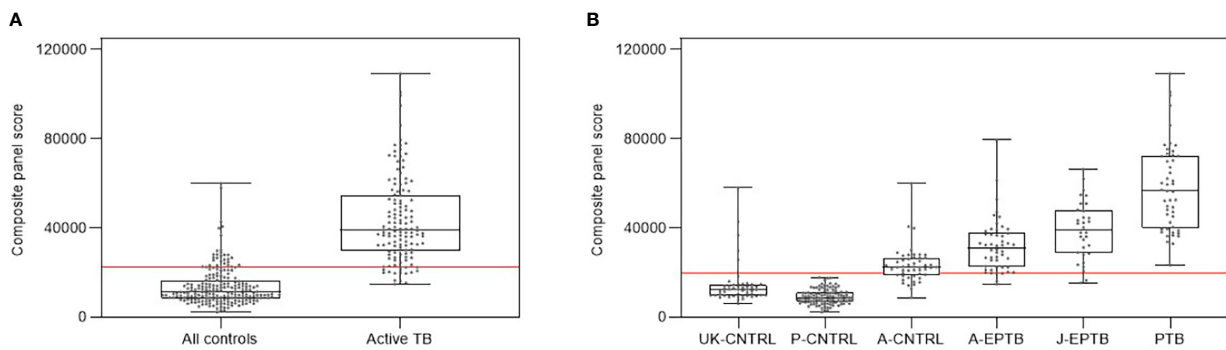 A
B
Composite panel score
120000
80000
40000
0
All controls
Active TB
Composite panel score
120000
80000
40000
0
UK-CNTRL
P-CNTRL
A-CNTRL
A-EPTB
J-EPTB
PTB